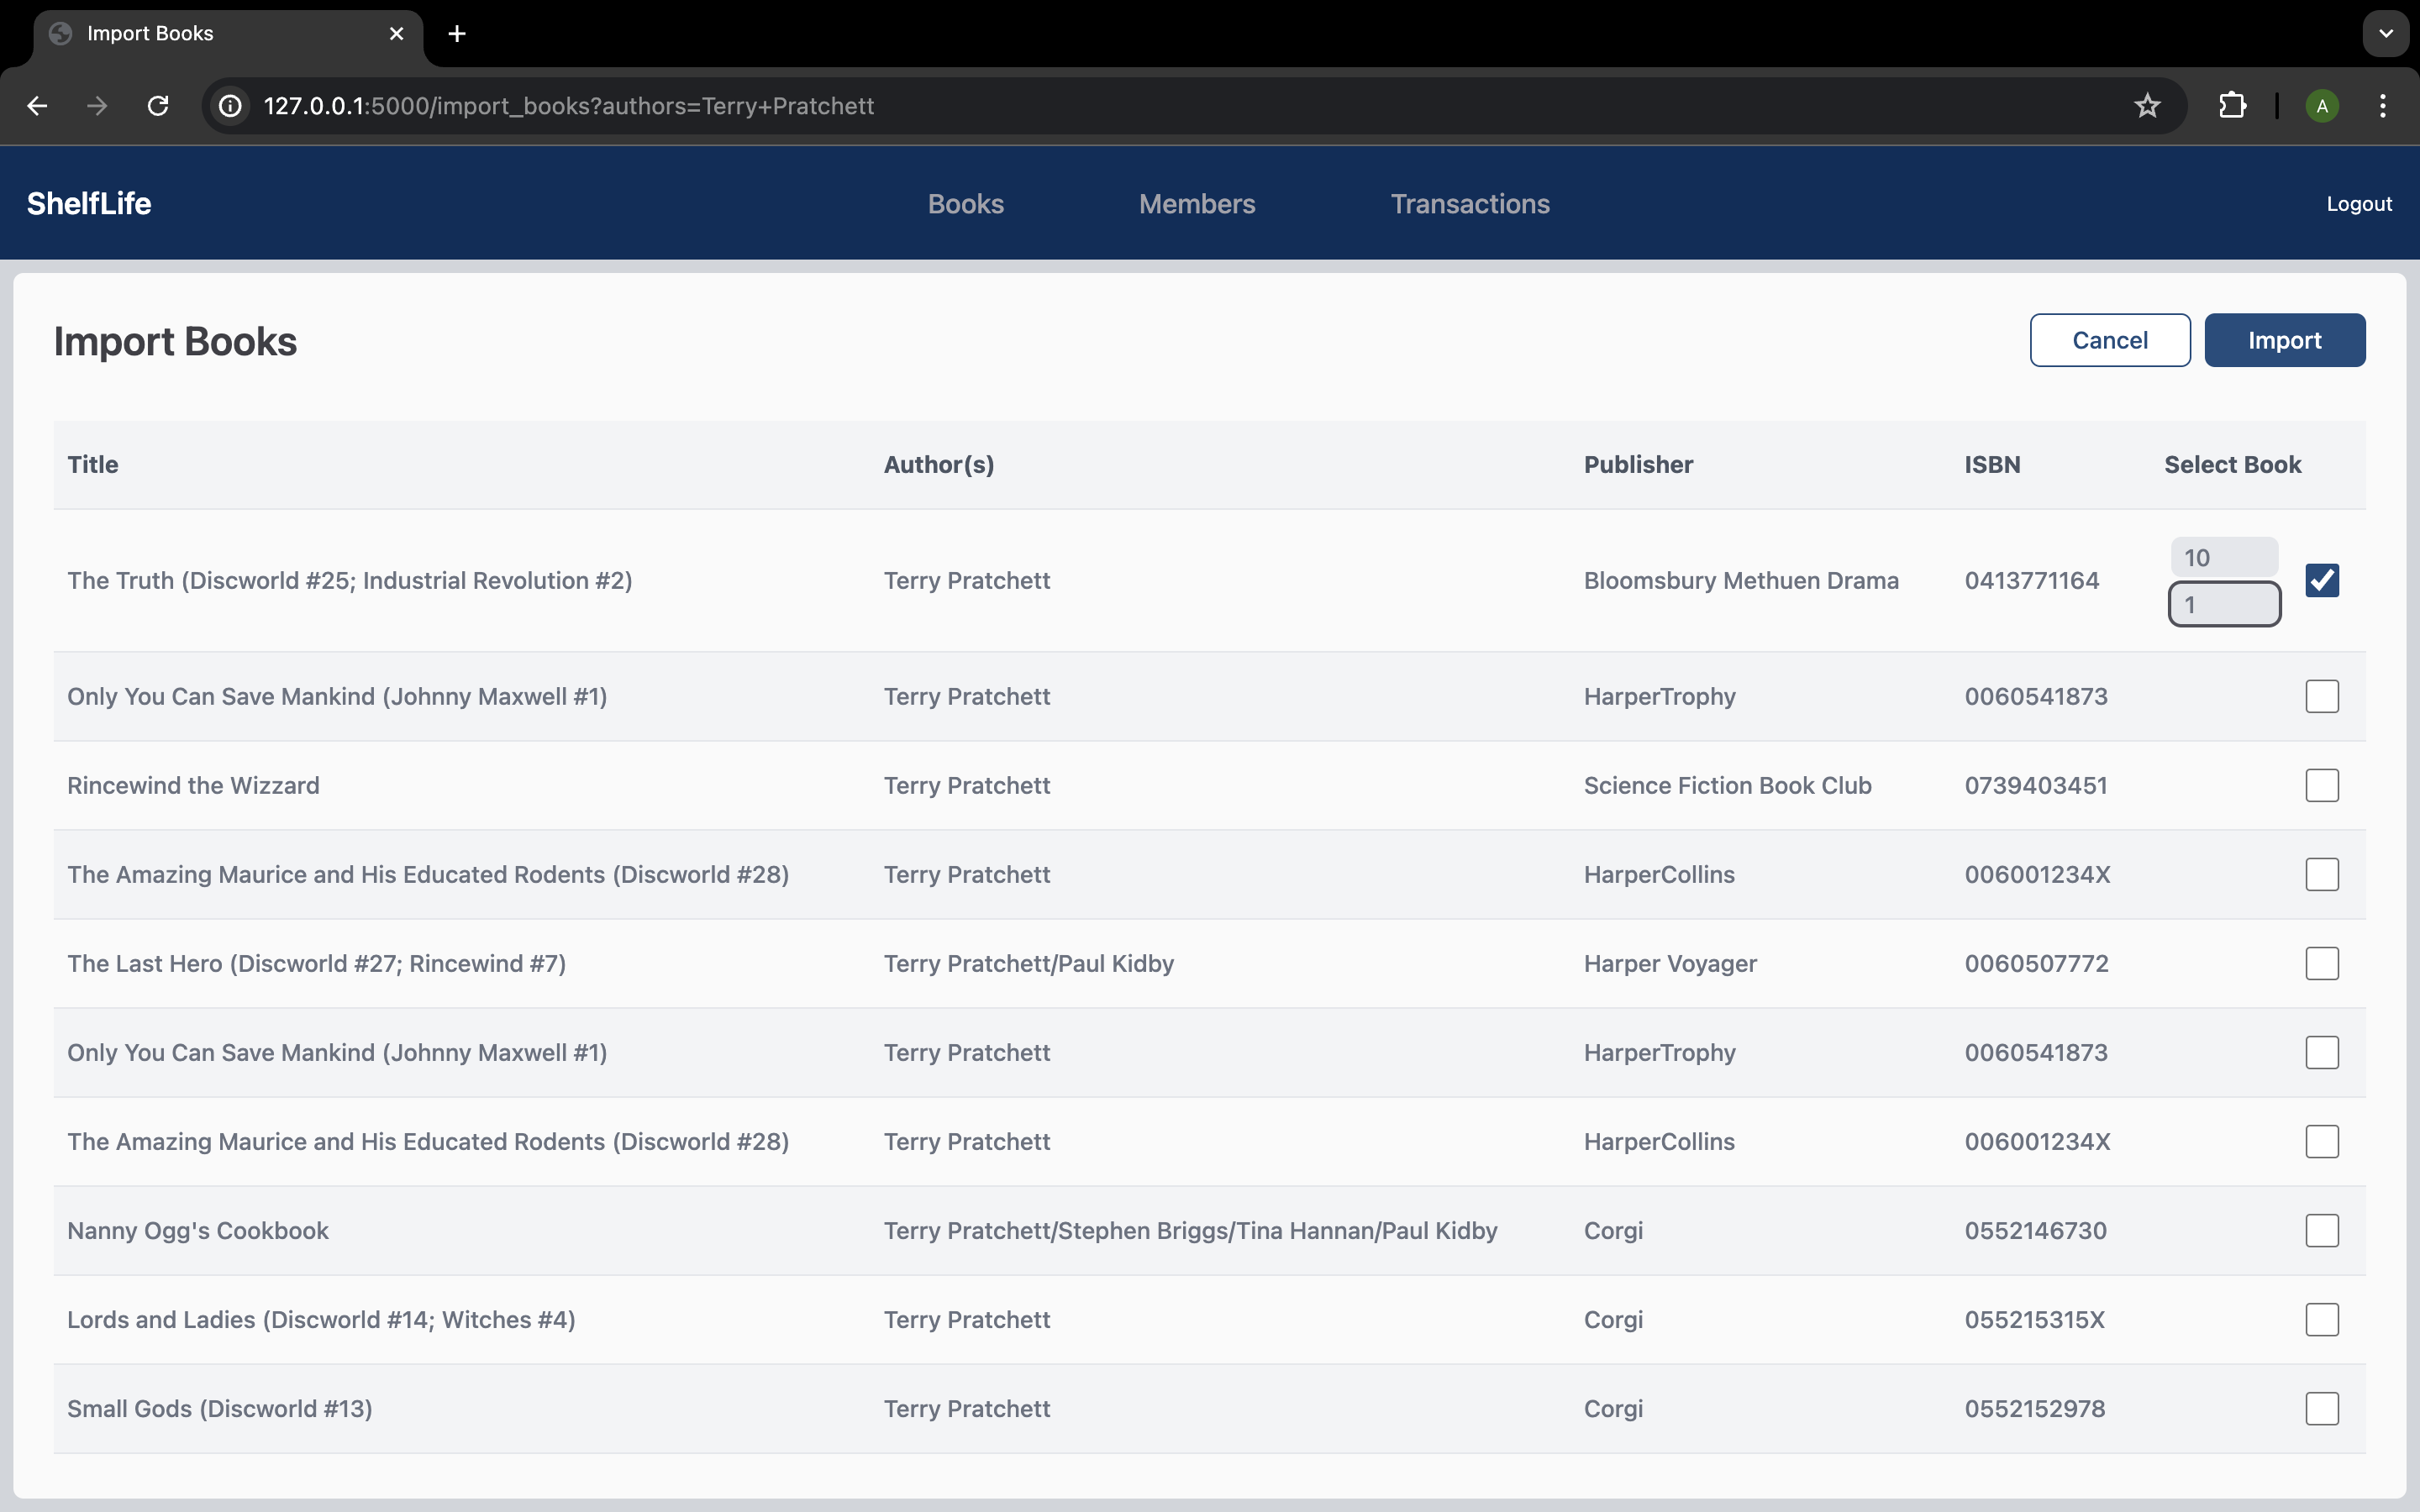 Import Books
127.0.0.1:5000/import_books?authors=Terry+Pratchett
A
ShelfLife Books Members Transactions Logout
Import Books Cancel Import
Title Author(s) Publisher ISBN Select Book
10
The Truth (Discworld #25; Industrial Revolution #2) Terry Pratchett Bloomsbury Methuen Drama 0413771164
1
Only You Can Save Mankind (Johnny Maxwell #1) Terry Pratchett HarperTrophy 0060541873
Rincewind the Wizzard Terry Pratchett Science Fiction Book Club 0739403451
The Amazing Maurice and His Educated Rodents (Discworld #28) Terry Pratchett HarperCollins 006001234X
The Last Hero (Discworld #27; Rincewind #7) Terry Pratchett/Paul Kidby Harper Voyager 0060507772
Only You Can Save Mankind (Johnny Maxwell #1) Terry Pratchett HarperTrophy 0060541873
The Amazing Maurice and His Educated Rodents (Discworld #28) Terry Pratchett HarperCollins 006001234X
Nanny Ogg's Cookbook Terry Pratchett/Stephen Briggs/Tina Hannan/Paul Kidby Corgi 0552146730
Lords and Ladies (Discworld #14; Witches #4) Terry Pratchett Corgi 055215315X
Small Gods (Discworld #13) Terry Pratchett Corgi 0552152978